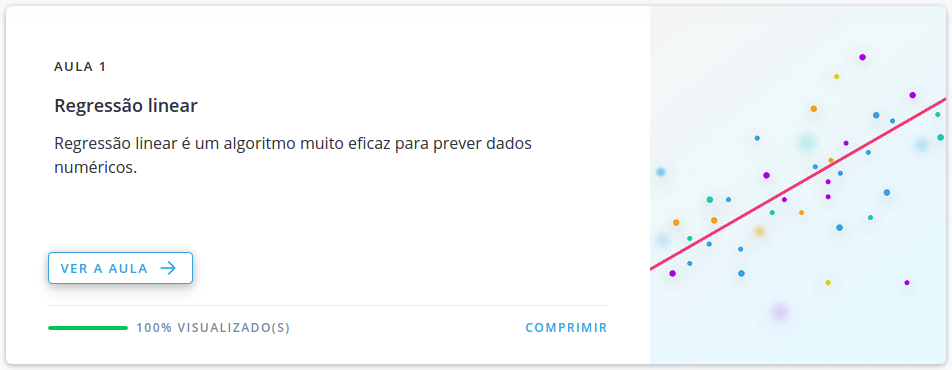 AULA 1
Regressão linear
Regressão linear é um algoritmo muito eficaz para prever dados
numéricos.
VER A AULA
100% VISUALIZADO(S)
COMPRIMIR